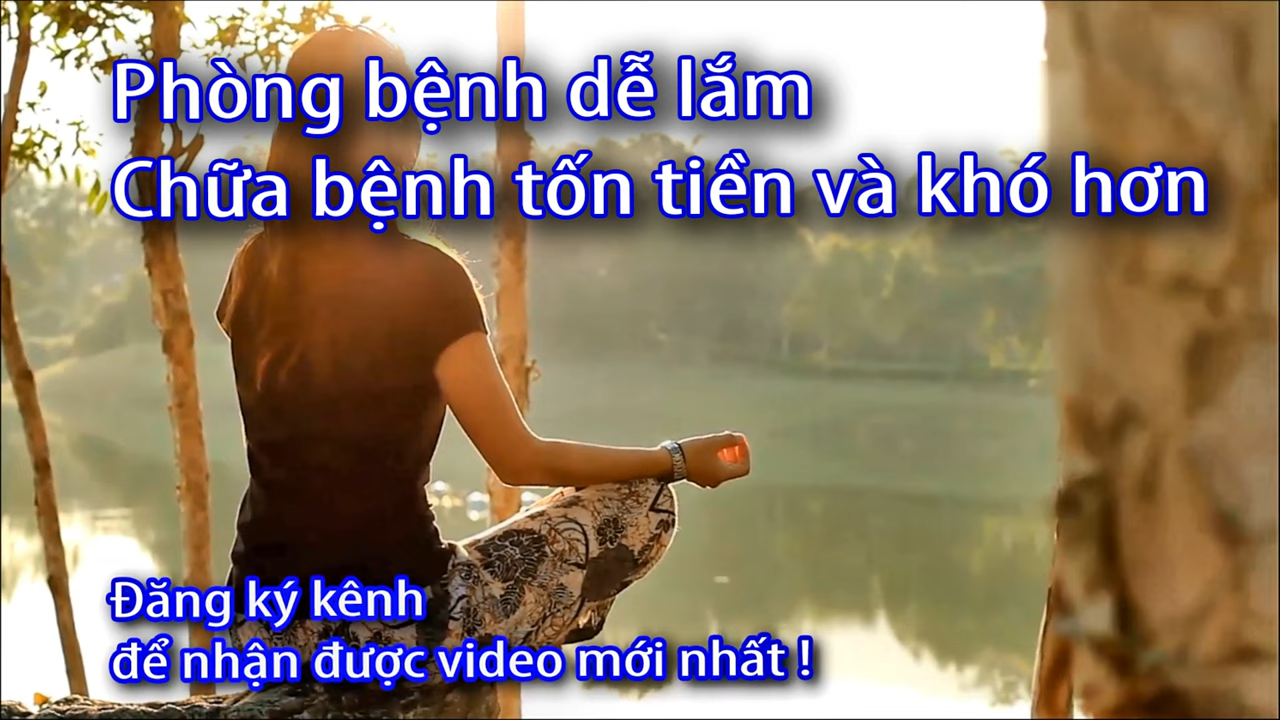 Phòng bệnh dễ lắm
Chữa bệnh tốn tiền và khó hơn
Đăng ký kênh
để nhận được video mới nhất !